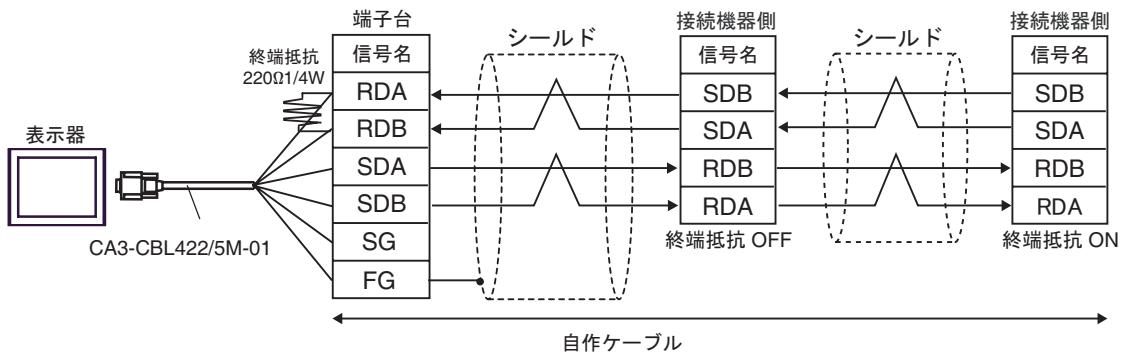 端子台
接続機器側
接続機器側
シールド
シールド
終端抵抗
220Ω1/4W
信号名
信号名
信号名
RDA
SDB
SDB
RDB
SDA
SDA
表示器
SDA
RDB
RDB
SDB
RDA
RDA
CA3-CBL422/5M-01
SG
終端抵抗 OFF
終端抵抗 ON
FG
自作ケーブル